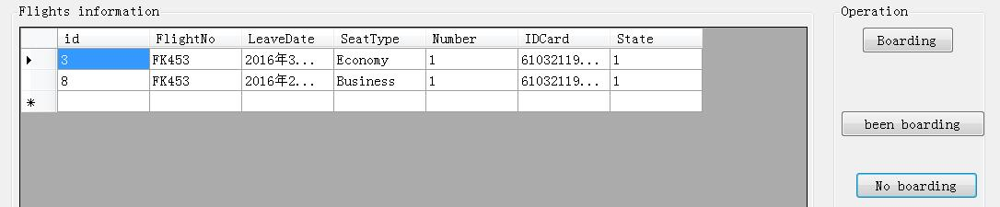 Flights information
Operation
id FlightNo LeaveDate SeatType Number IDCard State
Boarding
3 FK453 2016年3... Economy 1 61032119... 1
8 FK453 2016年2... Business 1 61032119... 1
been boarding
No boarding